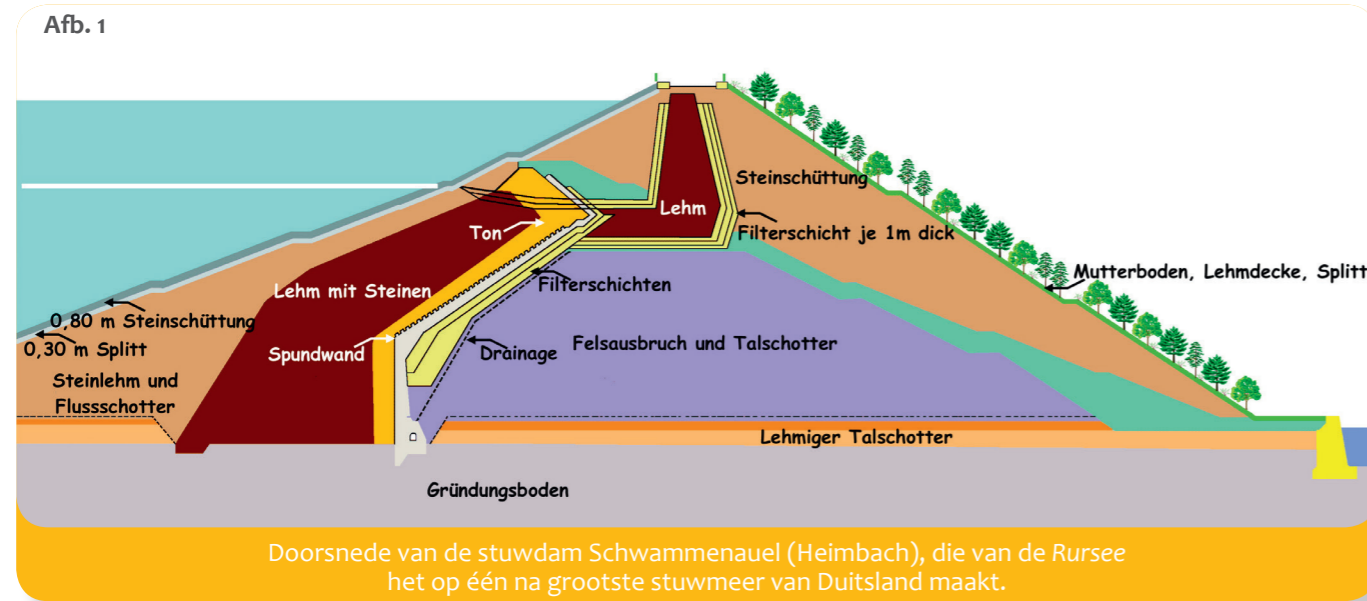 Afb. 1
Steinschüttung
Lehm
Ton
Filterschicht je 1m dick
Mutterboden, Lehmdecke, Splitt
Lehm mit Steinen
Filterschichten
0,80 m Steinschüttung
0,30 m Splitt
Spundwand
Drainage
Felsausbruch und Talschotter
Steinlehm und
Flussschotter
Lehmiger Talschotter
Gründungsboden
Doorsnede van de stuwdam Schwammenauel (Heimbach), die van de Rursee
het op één na grootste stuwmeer van Duitsland maakt.